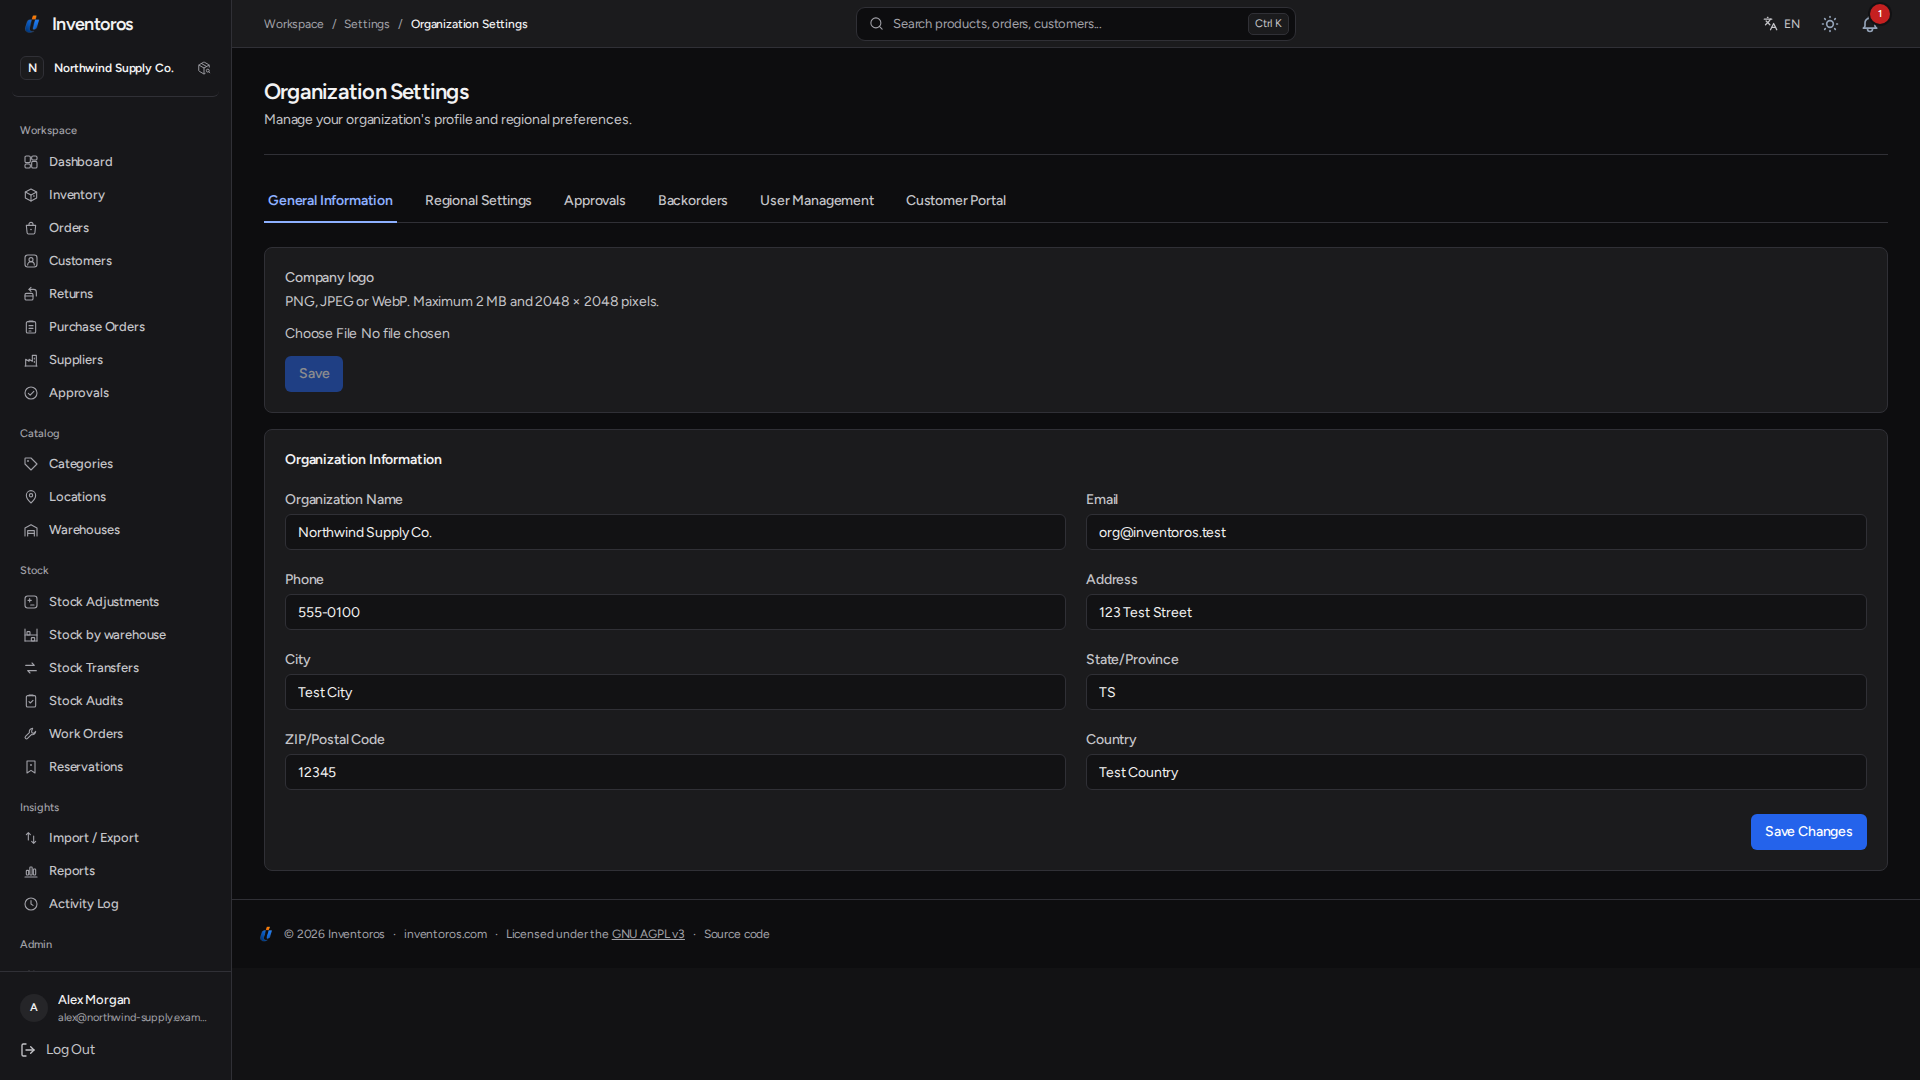 Inventoros
N Northwind Supply Co.
Workspace
Dashboard
Inventory
Orders
Customers
Returns
Purchase Orders
Suppliers
Approvals
Catalog
Categories
Locations
Warehouses
Stock
Stock Adjustments
Stock by warehouse
Stock Transfers
Stock Audits
Work Orders
Reservations
Insights
Import / Export
Reports
Activity Log
Admin
A
Alex Morgan
alex@northwind-supply.exam...
Log Out
Workspace / Settings / Organization Settings
Search products, orders, customers... Ctrl K
EN
1
Organization Settings
Manage your organization's profile and regional preferences.
General Information Regional Settings Approvals Backorders User Management Customer Portal
Company logo
PNG, JPEG or WebP. Maximum 2 MB and 2048 × 2048 pixels.
Choose File No file chosen
Save
Organization Information
Organization Name Email
Northwind Supply Co. org@inventoros.test
Phone Address
555-0100 123 Test Street
City State/Province
Test City TS
ZIP/Postal Code Country
12345 Test Country
Save Changes
© 2026 Inventoros · inventoros.com · Licensed under the GNU AGPL v3 · Source code